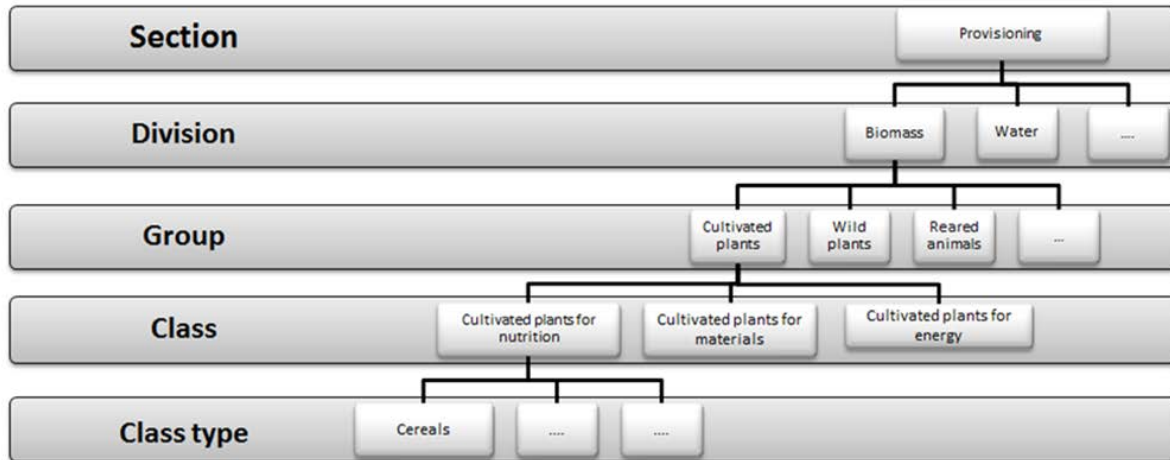 Section
Provisioning
Division
Biomass
Water
....
Group
Cultivated
plants
Wild
plants
Reared
animals
...
Class
Cultivated plants for
nutrition
Cultivated plants for
materials
Cultivated plants for
energy
Class type
Cereals
....
....